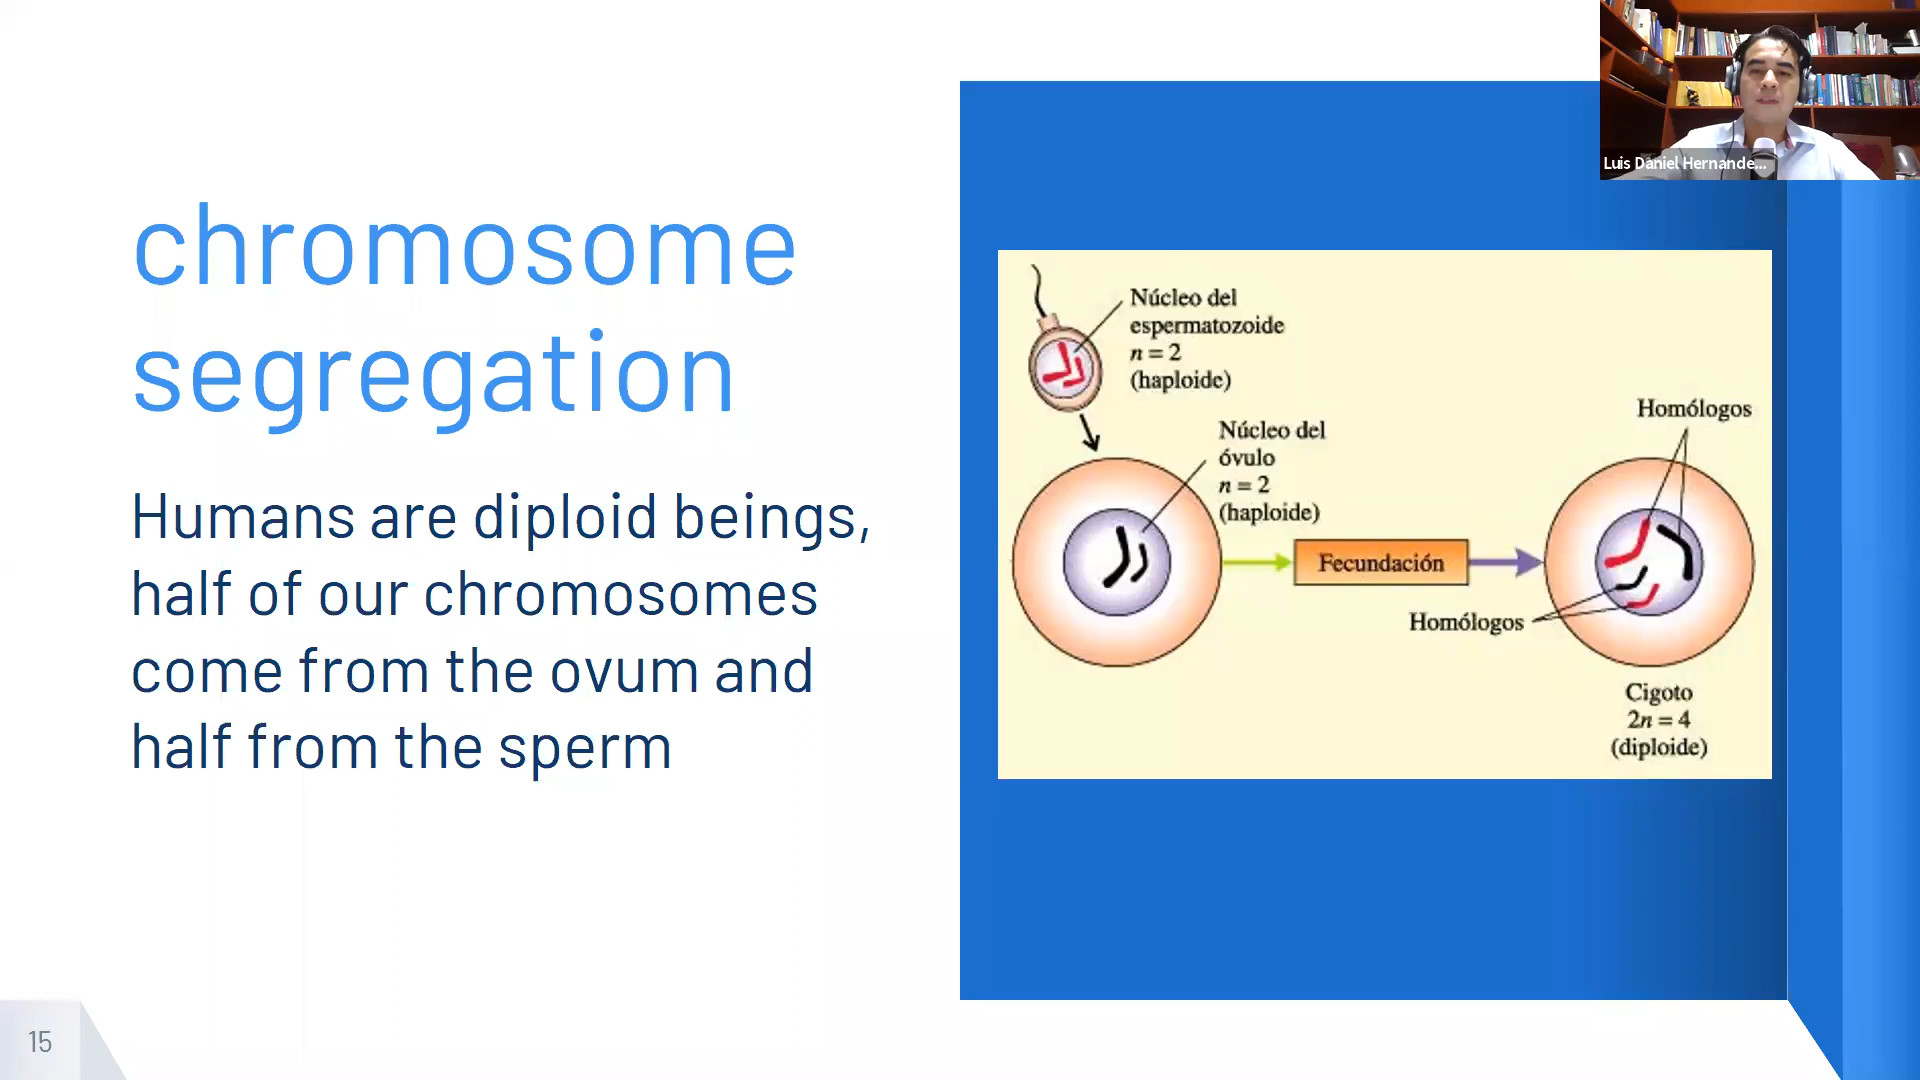 chromosome
segregation
Humans are diploid beings,
half of our chromosomes
come from the ovum and
half from the sperm
15
Núcleo del
espermatozoide
n = 2
(haploide)
Núcleo del
óvulo
n = 2
(haploide)
Fecundación
Homólogos
Homólogos
Cigoto
2n = 4
(diploide)
Luis Daniel Hernande...